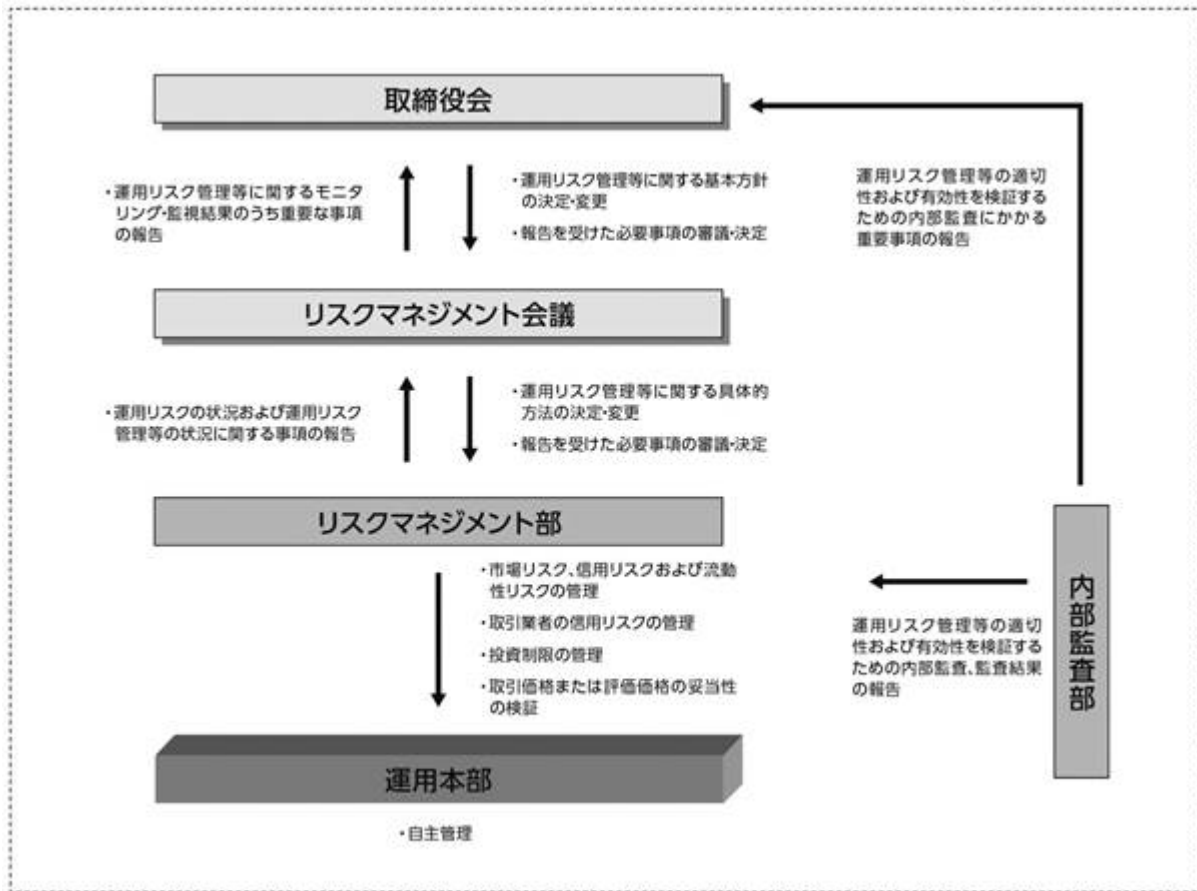 取締役会
・運用リスク管理等に関するモニタ
リング・監視結果のうち重要な事項
の報告
・運用リスク管理等に関する基本方針
の決定・変更
・報告を受けた必要事項の審議・決定
運用リスク管理等の適切
性および有効性を検証す
るための内部監査にかかる
重要事項の報告
リスクマネジメント会議
・運用リスクの状況および運用リスク
管理等の状況に関する事項の報告
・運用リスク管理等に関する具体的
方法の決定・変更
・報告を受けた必要事項の審議・決定
リスクマネジメント部
・市場リスク、信用リスクおよび流動
性リスクの管理
・取引業者の信用リスクの管理
・投資制限の管理
・取引価格または評価価格の妥当性
の検証
運用リスク管理等の適切
性および有効性を検証する
ための内部監査、監査結果
の報告
内部監査部
運用本部
・自主管理